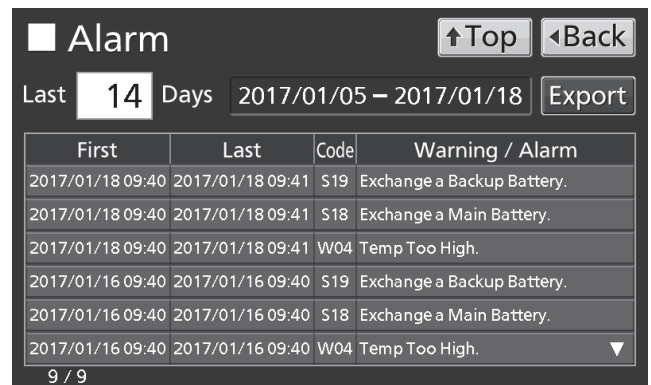 Alarm
↑Top
◂Back
Last 14 Days 2017/01/05 – 2017/01/18 Export
First Last Code Warning / Alarm
2017/01/18 09:40 2017/01/18 09:41 S19 Exchange a Backup Battery.
2017/01/18 09:40 2017/01/18 09:41 S18 Exchange a Main Battery.
2017/01/18 09:40 2017/01/18 09:41 W04 Temp Too High.
2017/01/16 09:40 2017/01/16 09:40 S19 Exchange a Backup Battery.
2017/01/16 09:40 2017/01/16 09:40 S18 Exchange a Main Battery.
2017/01/16 09:40 2017/01/16 09:40 W04 Temp Too High. ▼
9 / 9